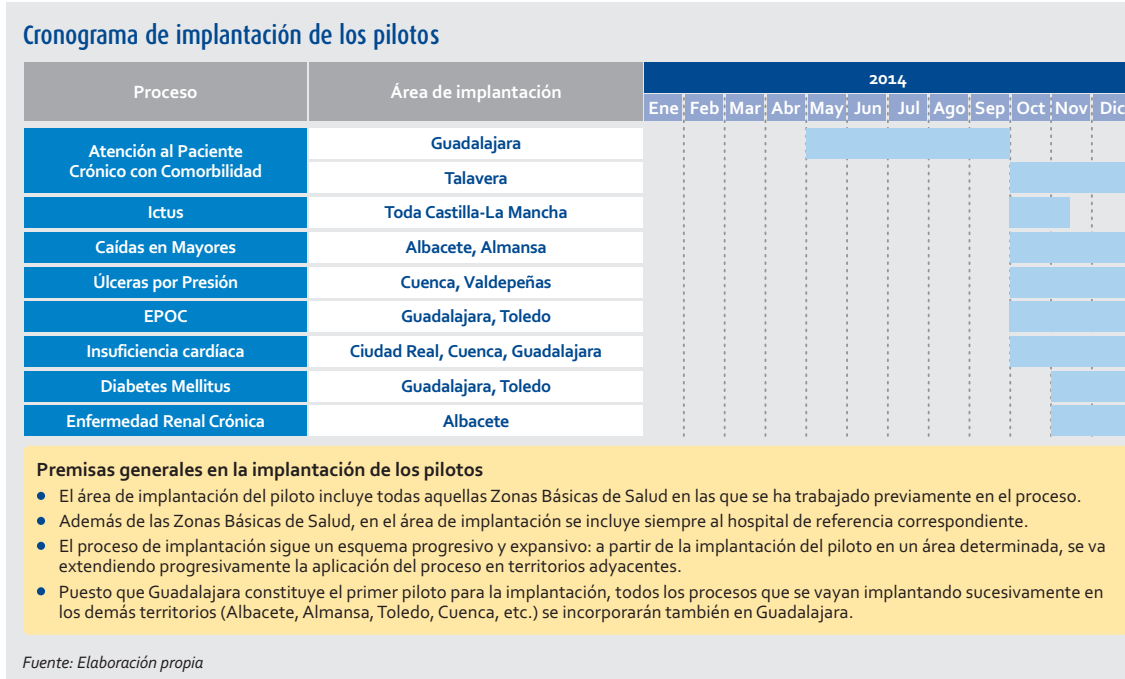 Cronograma de implantación de los pilotos
Proceso
Área de implantación
2014
Ene Feb Mar Abr May Jun Jul Ago Sep Oct Nov Dic
Atención al Paciente
Crónico con Comorbilidad
Guadalajara
Talavera
Ictus
Toda Castilla-La Mancha
Caídas en Mayores
Albacete, Almansa
Úlceras por Presión
Cuenca, Valdepeñas
EPOC
Guadalajara, Toledo
Insuficiencia cardíaca
Ciudad Real, Cuenca, Guadalajara
Diabetes Mellitus
Guadalajara, Toledo
Enfermedad Renal Crónica
Albacete
Premisas generales en la implantación de los pilotos
• El área de implantación del piloto incluye todas aquellas Zonas Básicas de Salud en las que se ha trabajado previamente en el proceso.
• Además de las Zonas Básicas de Salud, en el área de implantación se incluye siempre al hospital de referencia correspondiente.
• El proceso de implantación sigue un esquema progresivo y expansivo: a partir de la implantación del piloto en un área determinada, se va
extendiendo progresivamente la aplicación del proceso en territorios adyacentes.
• Puesto que Guadalajara constituye el primer piloto para la implantación, todos los procesos que se vayan implantando sucesivamente en
los demás territorios (Albacete, Almansa, Toledo, Cuenca, etc.) se incorporarán también en Guadalajara.
Fuente: Elaboración propia